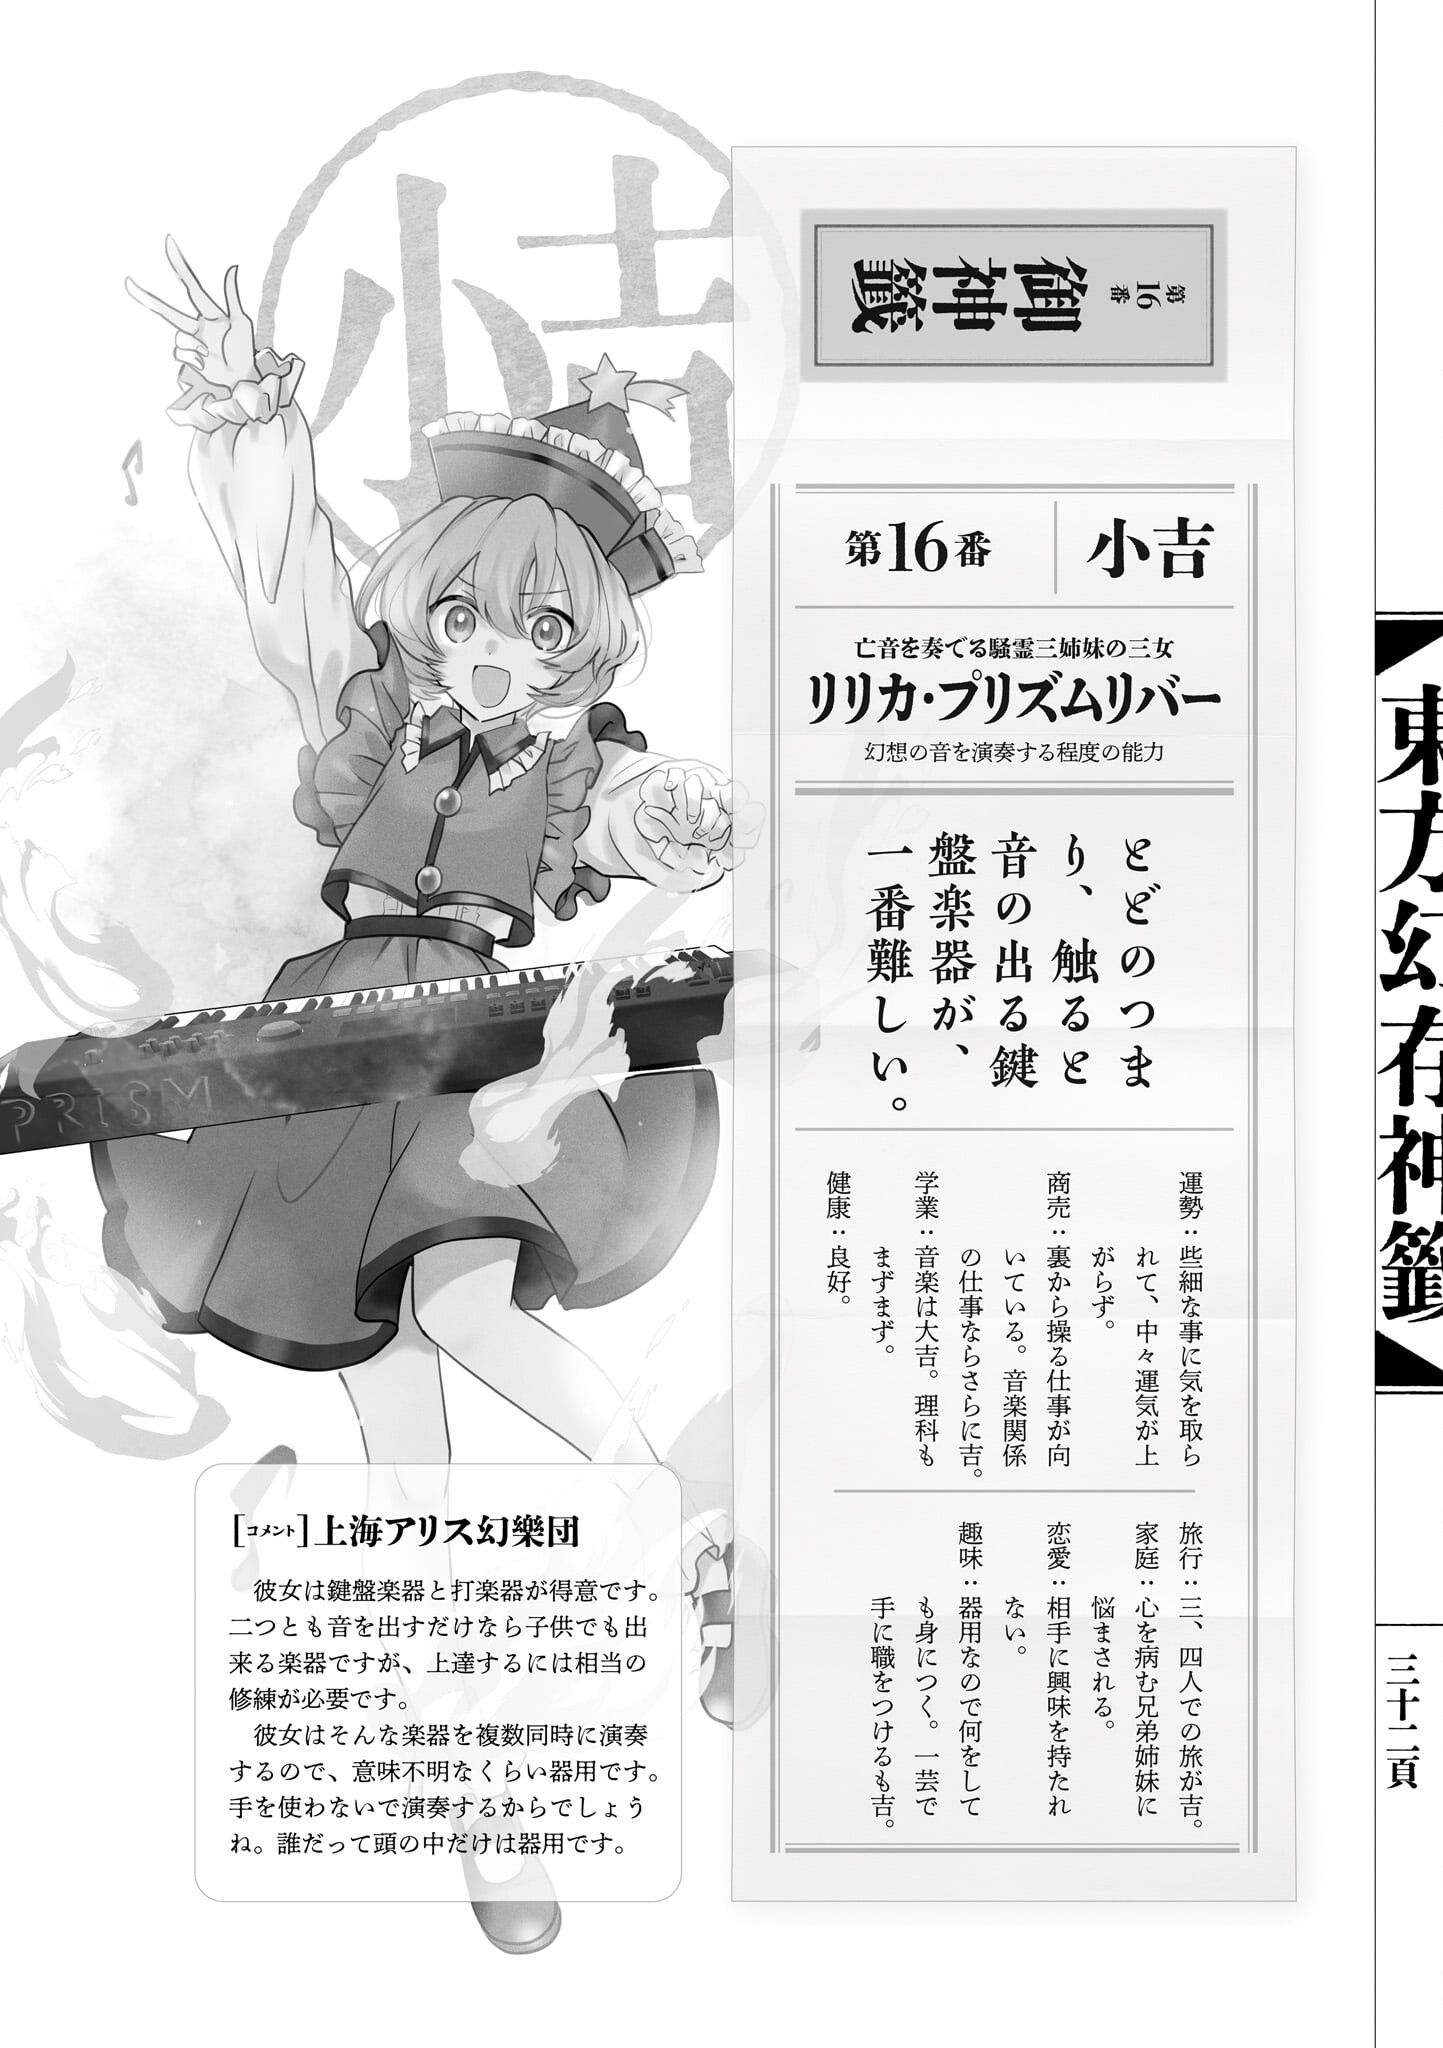 小吉
御神籤
第16番
第16番
小吉
亡音を奏でる騒霊三姉妹の三女
リリカ・プリズムリバー
幻想の音を演奏する程度の能力
とどのつま
り、触ると
音の出る鍵
盤楽器が、
一番難しい。
運勢：些細な事に気を取ら
れて、中々運気が上
がらず。
商売：裏から操る仕事が向
いている。音楽関係
の仕事ならさらに吉。
学業：音楽は大吉。理科も
まずまず。
健康：良好。
旅行：三、四人での旅が吉。
家庭：心を病む兄弟姉妹に
悩まされる。
恋愛：相手に興味を持たれ
ない。
趣味：器用なので何をして
も身につく。一芸で
手に職をつけるも吉。
PRISM
［コメント］上海アリス幻樂団
彼女は鍵盤楽器と打楽器が得意です。
二つとも音を出すだけなら子供でも出
来る楽器ですが、上達するには相当の
修練が必要です。
彼女はそんな楽器を複数同時に演奏
するので、意味不明なくらい器用です。
手を使わないで演奏するからでしょう
ね。誰だって頭の中だけは器用です。
【東方幻存神籤】
三十二頁